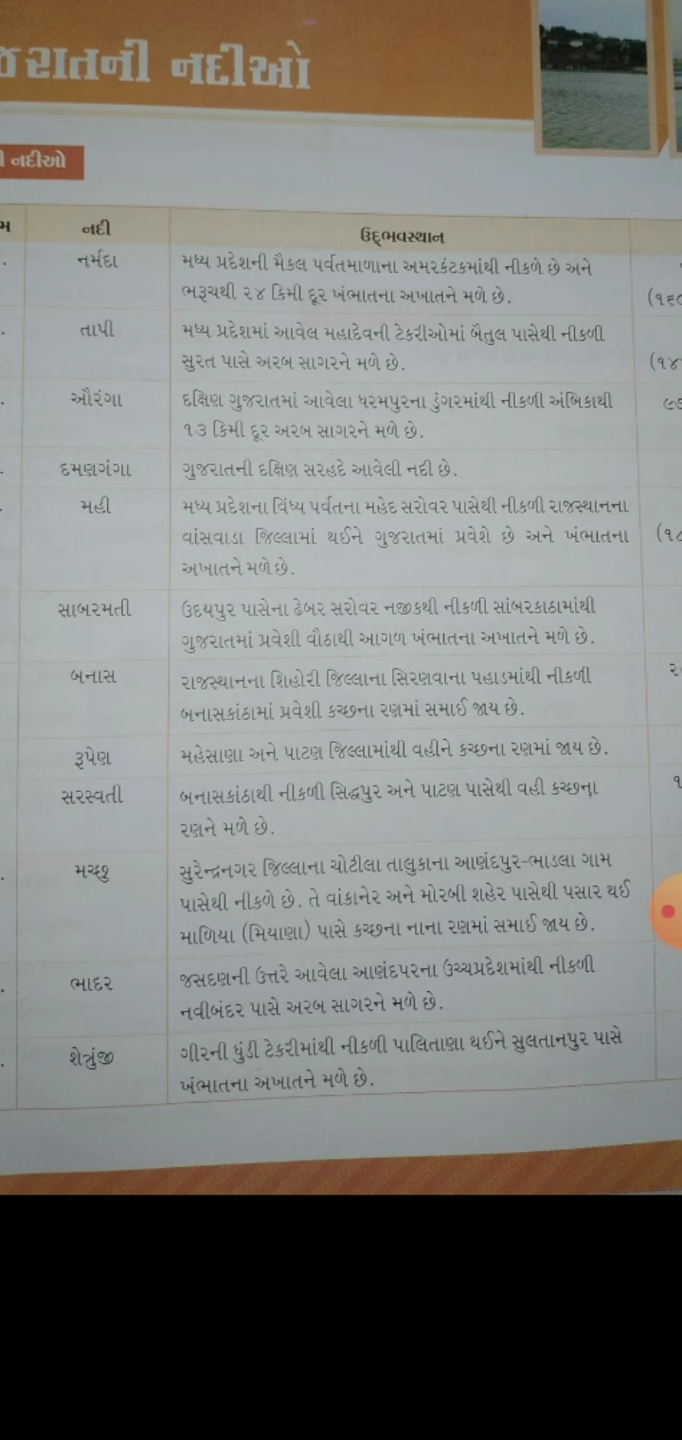 જરાતની નદીઓ
ી નદીઓ
મ નદી ઉદ્ભવસ્થાન
. નર્મદા મધ્ય પ્રદેશની મૈકલ પર્વતમાળાના અમરકંટકમાંથી નીકળે છે અને
ભરૂચથી ૨૪ કિમી દૂર ખંભાતના અખાતને મળે છે. (૧૬
. તાપી મધ્ય પ્રદેશમાં આવેલ મહાદેવની ટેકરીઓમાં બૈતુલ પાસેથી નીકળી
સુરત પાસે અરબ સાગરને મળે છે. (૧૪
. ઔરંગા દક્ષિણ ગુજરાતમાં આવેલા ધરમપુરના ડુંગરમાંથી નીકળી અંબિકાથી ૯
૧૩ કિમી દૂર અરબ સાગરને મળે છે.
. દમણગંગા ગુજરાતની દક્ષિણ સરહદે આવેલી નદી છે.
. મહી મધ્ય પ્રદેશના વિંધ્ય પર્વતના મહેદ સરોવર પાસેથી નીકળી રાજસ્થાનના
વાંસવાડા જિલ્લામાં થઈને ગુજરાતમાં પ્રવેશે છે અને ખંભાતના (૧૮
અખાતને મળે છે.
સાબરમતી ઉદયપુર પાસેના ઢેબર સરોવર નજીકથી નીકળી સાંબરકાઠામાંથી
ગુજરાતમાં પ્રવેશી વૌઠાથી આગળ ખંભાતના અખાતને મળે છે.
બનાસ રાજસ્થાનના શિહોરી જિલ્લાના સિરણવાના પહાડમાંથી નીકળી ૨
બનાસકાંઠામાં પ્રવેશી કચ્છના રણમાં સમાઈ જાય છે.
રૂપેણ મહેસાણા અને પાટણ જિલ્લામાંથી વહીને કચ્છના રણમાં જાય છે.
સરસ્વતી બનાસકાંઠાથી નીકળી સિદ્ધપુર અને પાટણ પાસેથી વહી કચ્છના ૧
રણને મળે છે.
. મચ્છુ સુરેન્દ્રનગર જિલ્લાના ચોટીલા તાલુકાના આણંદપુર-ભાડલા ગામ
પાસેથી નીકળે છે. તે વાંકાનેર અને મોરબી શહેર પાસેથી પસાર થઈ
માળિયા (મિયાણા) પાસે કચ્છના નાના રણમાં સમાઈ જાય છે.
. ભાદર જસદણની ઉત્તરે આવેલા આણંદપરના ઉચ્ચપ્રદેશમાંથી નીકળી
નવીબંદર પાસે અરબ સાગરને મળે છે.
. શેત્રુંજી ગીરની ધુંડી ટેકરીમાંથી નીકળી પાલિતાણા થઈને સુલતાનપુર પાસે
ખંભાતના અખાતને મળે છે.